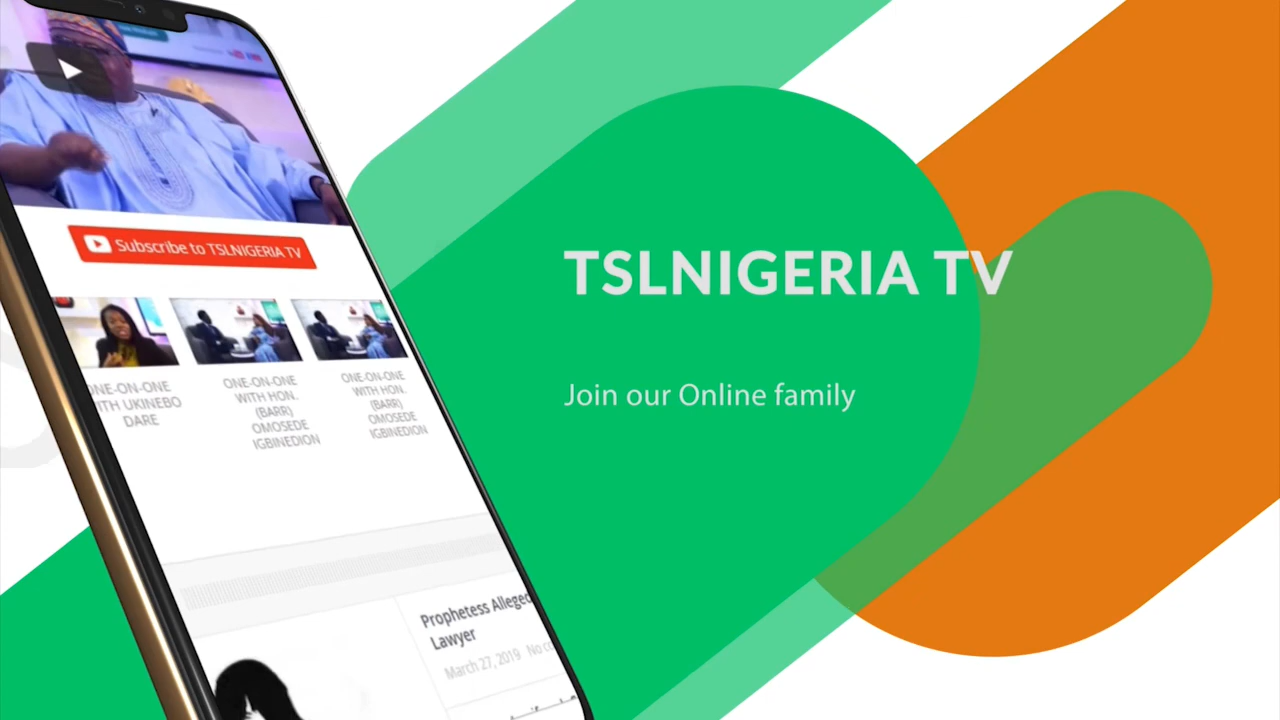 Subscribe to TSLNIGERIA TV
ONE-ON-ONE
WITH UKINEBO
DARE
ONE-ON-ONE
WITH HON.
(BARR)
OMOSEDE
IGBINEDION
ONE-ON-ONE
WITH HON.
(BARR)
OMOSEDE
IGBINEDION
Prophetess Alleged
Lawyer
March 27, 2019 No
TSLNIGERIA TV
Join our Online family